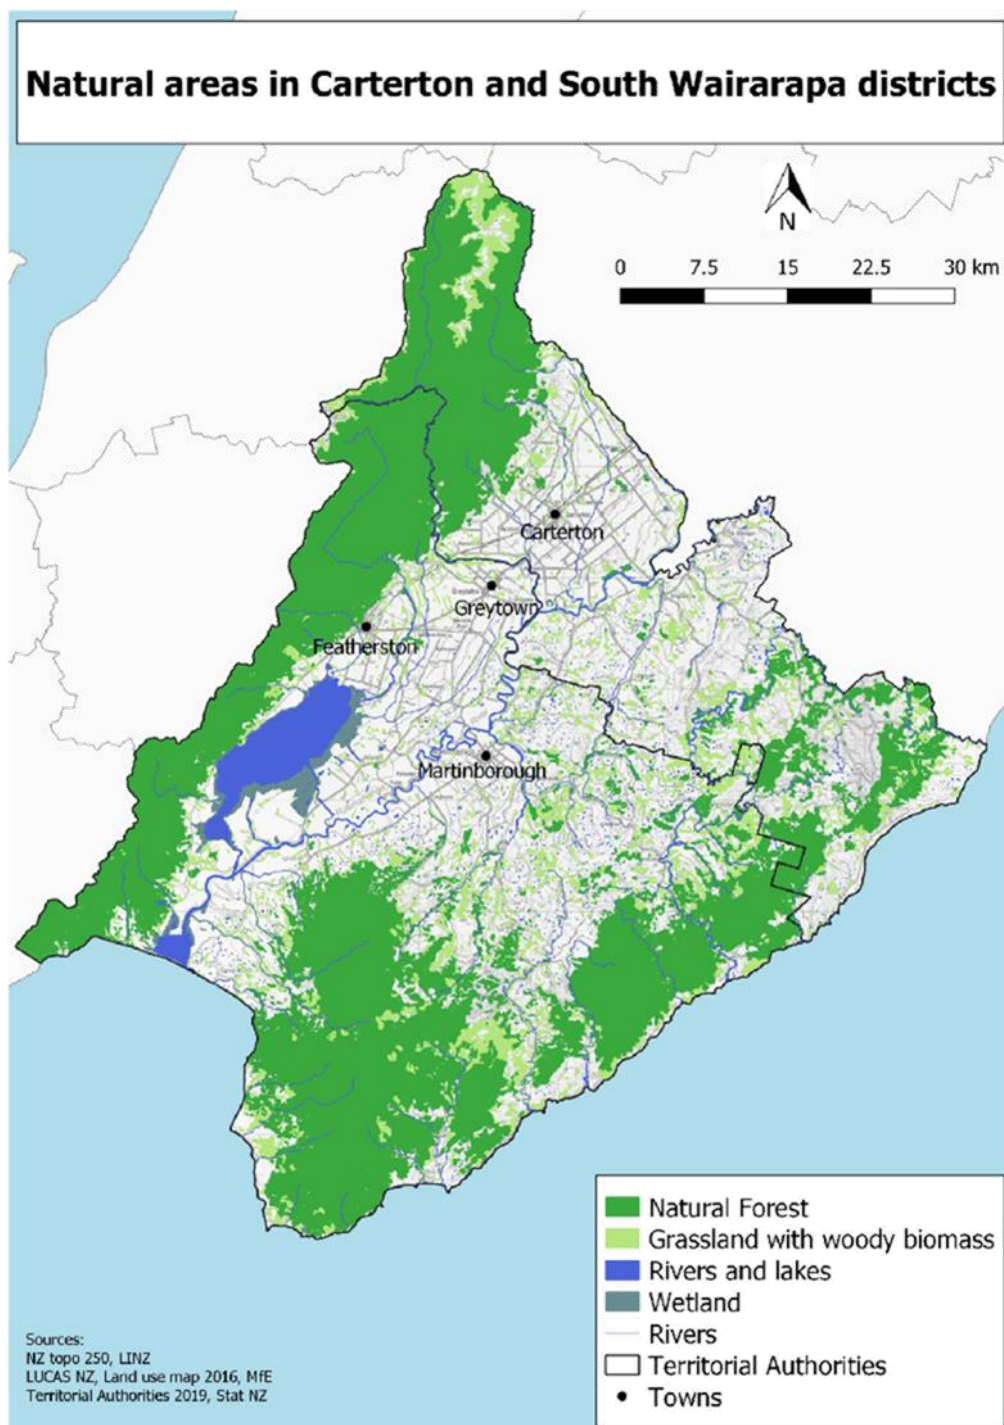 Natural areas in Carterton and South Wairarapa districts
N
0 7.5 15 22.5 30 km
Carterton
Greytown
Featherston
Martinborough
Natural Forest
Grassland with woody biomass
Rivers and lakes
Wetland
Rivers
Territorial Authorities
Towns
Sources:
NZ topo 250, LINZ
LUCAS NZ, Land use map 2016, MfE
Territorial Authorities 2019, Stat NZ